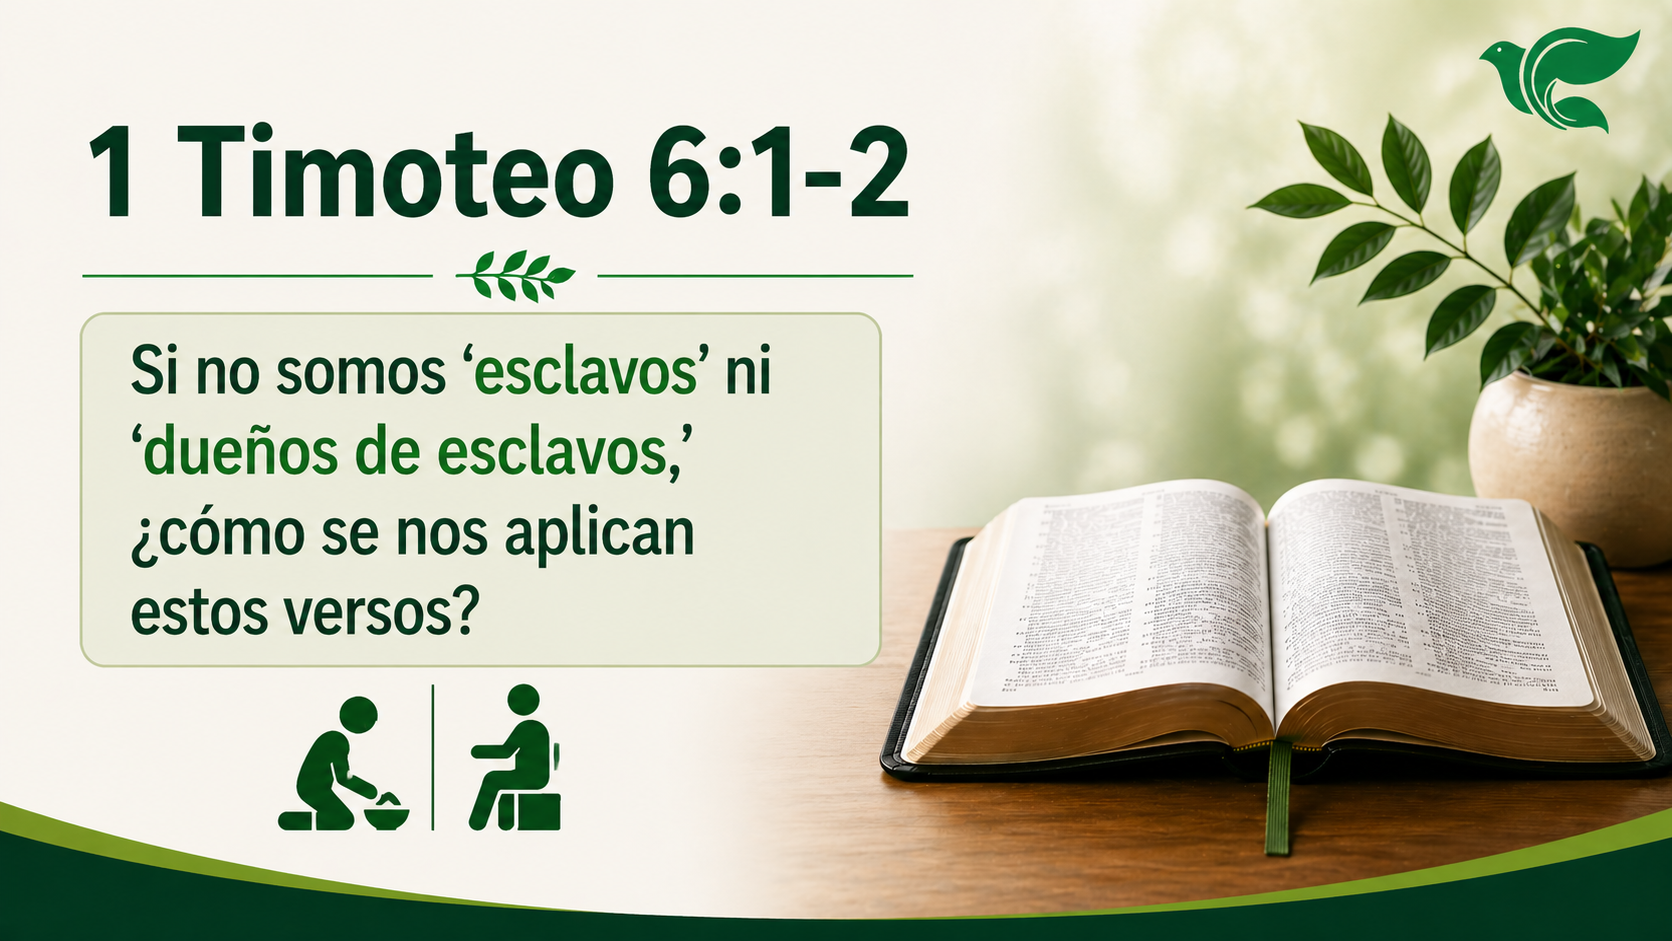 1 Timoteo 6:1-2
Si no somos ‘esclavos’ ni
‘dueños de esclavos,’
¿cómo se nos aplican
estos versos?